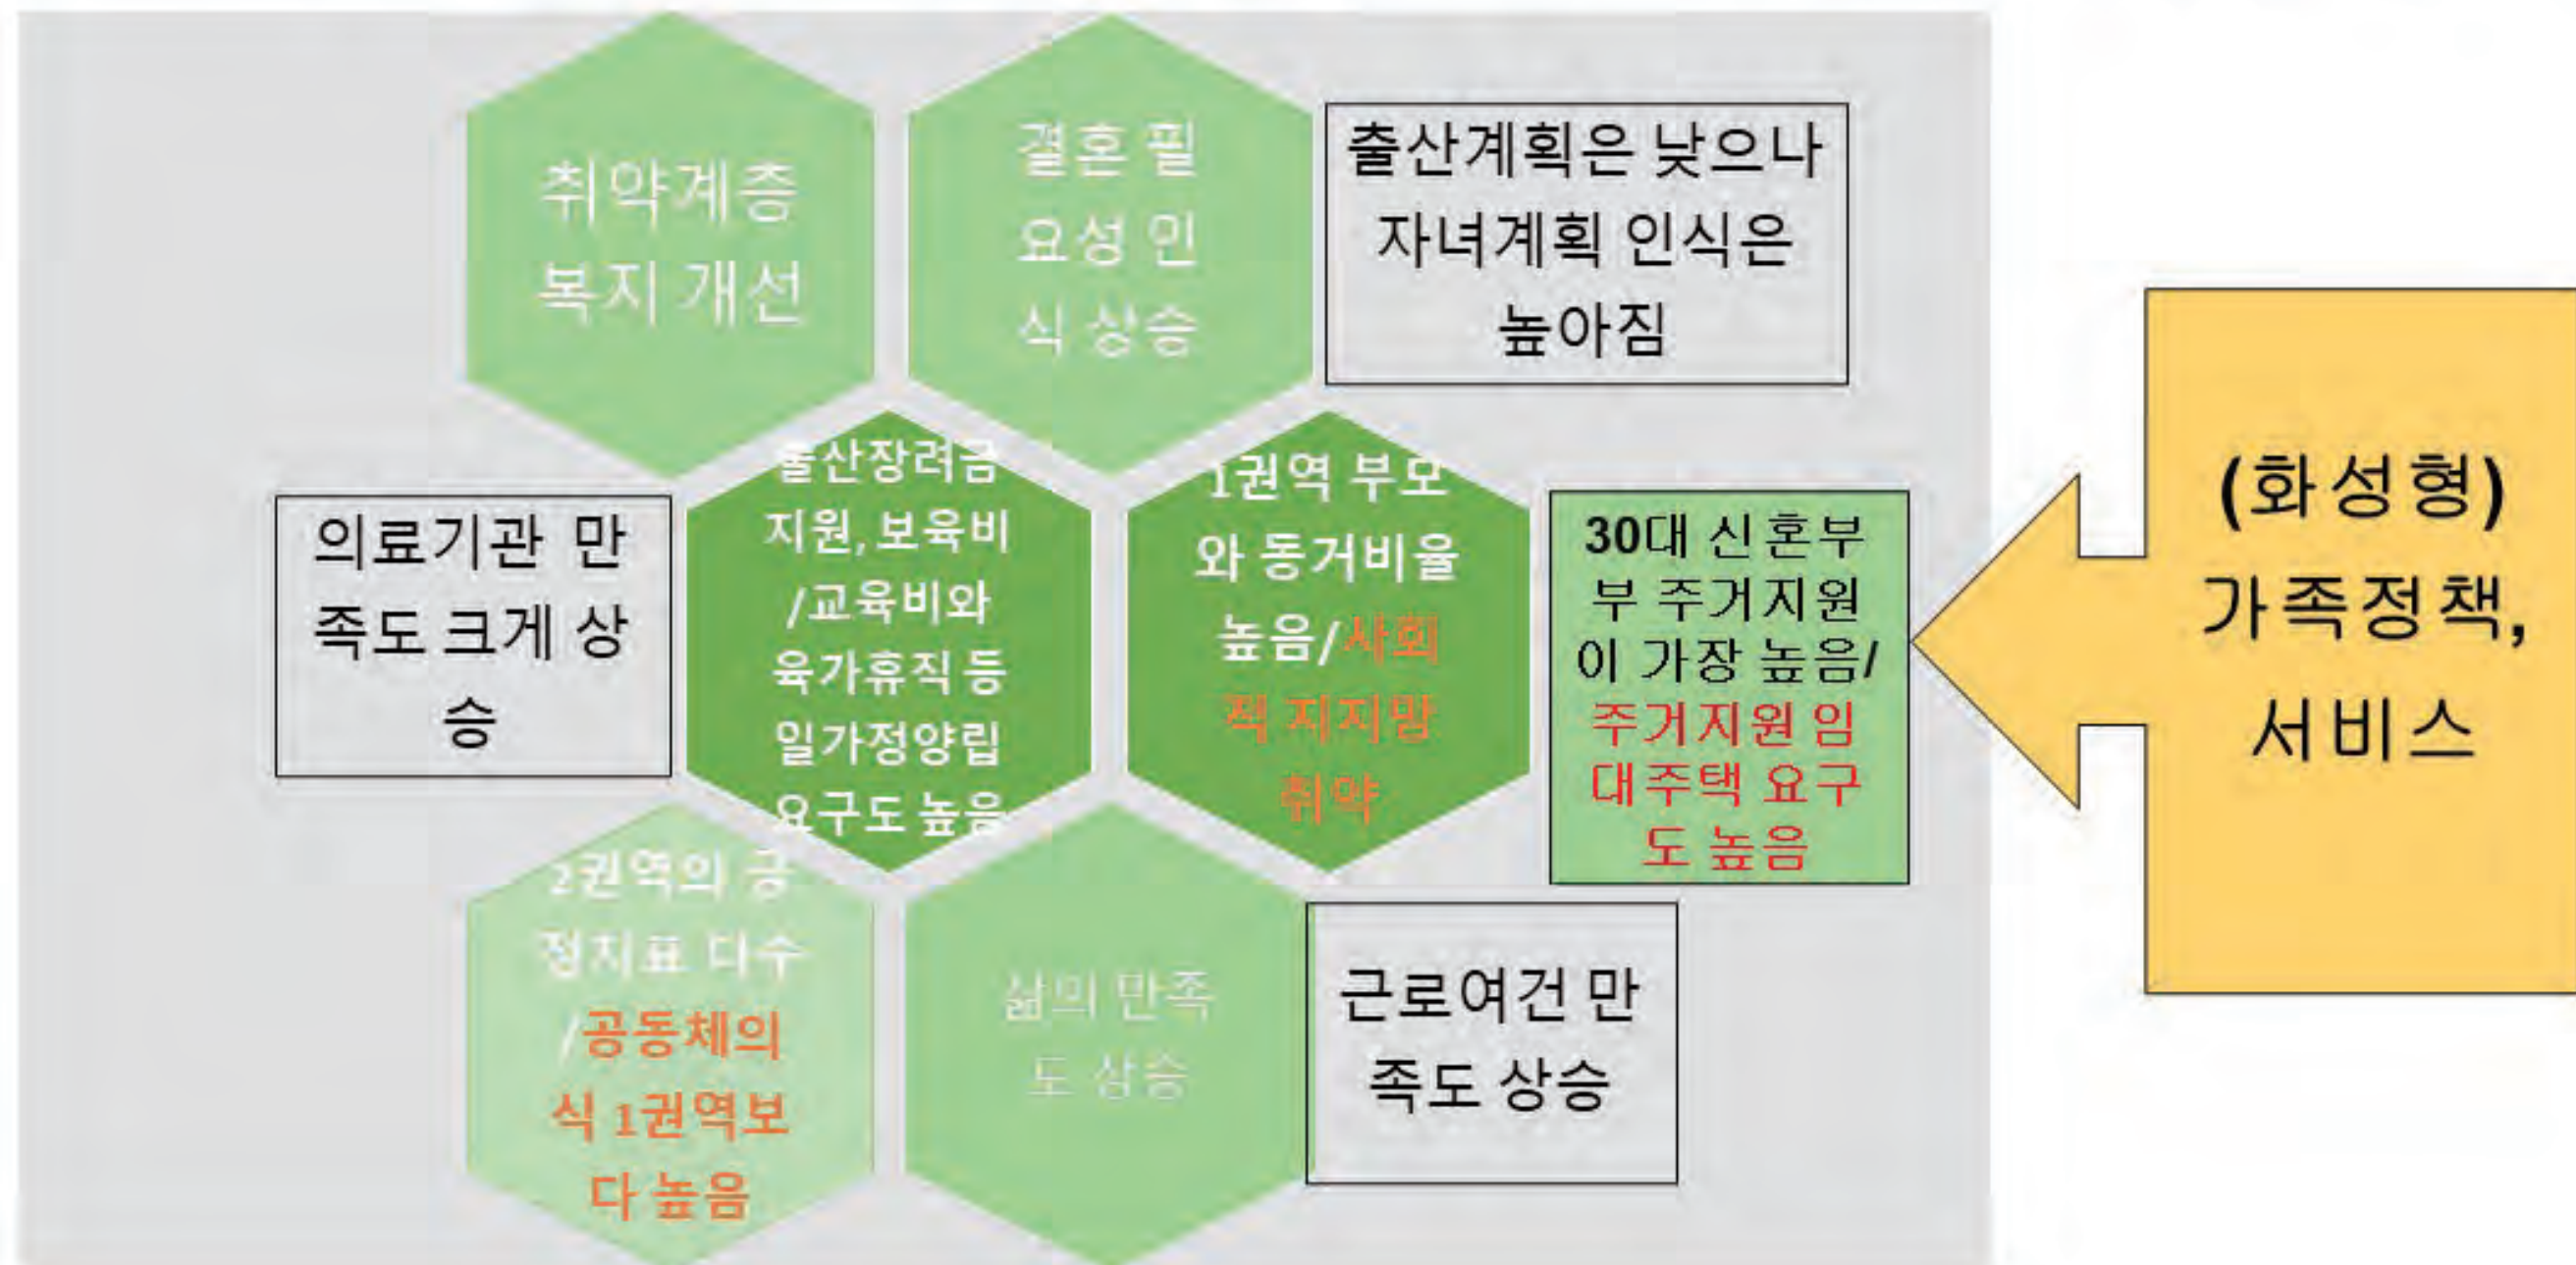 취약계층
복지 개선
결혼 필
요성 인
식 상승
출산계획은 낮으나
자녀계획 인식은
높아짐
의료기관 만
족도 크게 상
승
출산장려금
지원, 보육비
/교육비와
육가휴직 등
일가정양립
요구도 높음
1권역 부모
와 동거비율
높음/사회
적 지지망
취약
30대 신혼부
부 주거지원
이 가장 높음/
주거지원 임
대주택 요구
도 높음
(화성형)
가족정책,
서비스
2권역의 긍
정지표 다수
/공동체의
식 1권역보
다 높음
삶의 만족
도 상승
근로여건 만
족도 상승